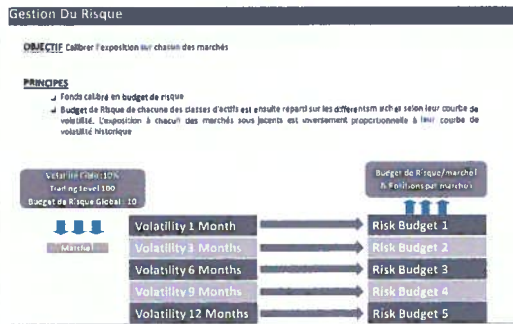 Gestion Du Risque
OBJECTIF Calibrer l'exposition sur chacun des marchés
PRINCIPES
Fonds calibré en budget de risque
Budget de Risque de chacune des classes d'actifs est ensuite réparti sur les différents marchés selon leur courbe de
volatilité. L'exposition à chacun des marchés sous jacents est inversement proportionnelle à leur courbe de
volatilité historique
Volatilité Cible :10%
Trading Level 100
Budget de Risque Global : 10
Budget de Risque/marché
& Positions par marchés
Marché
Volatility 1 Month
Risk Budget 1
Volatility 3 Months
Risk Budget 2
Volatility 6 Months
Risk Budget 3
Volatility 9 Months
Risk Budget 4
Volatility 12 Months
Risk Budget 5